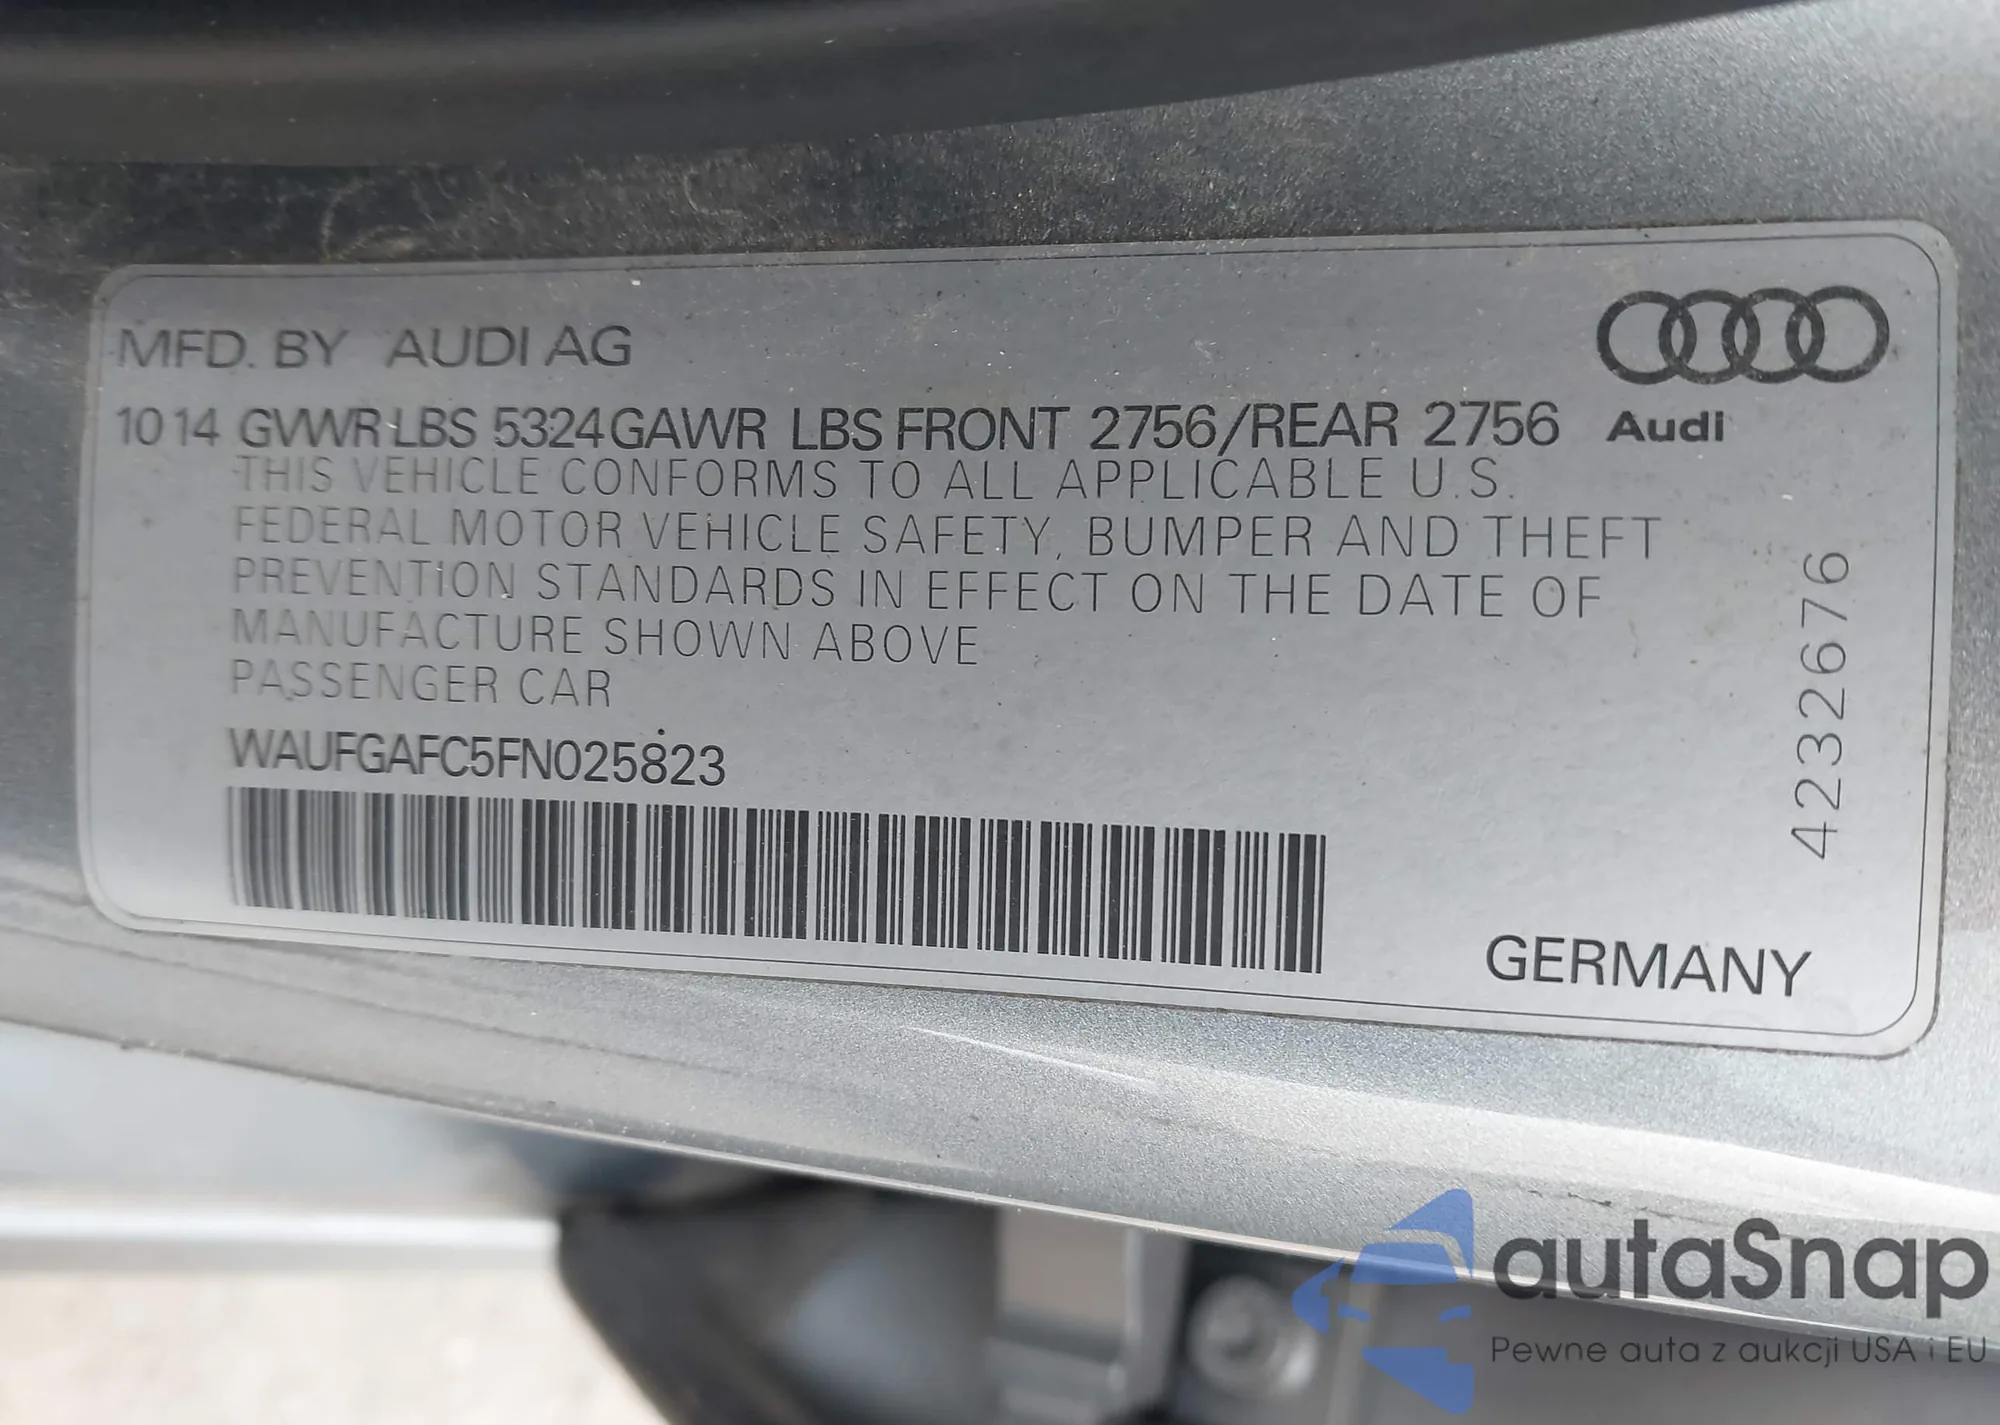 MFD. BY AUDI AG
10 14 GVWR LBS 5324 GAWR LBS FRONT 2756/REAR 2756
Audi
THIS VEHICLE CONFORMS TO ALL APPLICABLE U.S.
FEDERAL MOTOR VEHICLE SAFETY, BUMPER AND THEFT
PREVENTION STANDARDS IN EFFECT ON THE DATE OF
MANUFACTURE SHOWN ABOVE
PASSENGER CAR
WAUFGAFC5FN025823
4232676
GERMANY
autaSnap
Pewne auta z aukcji USA i EU